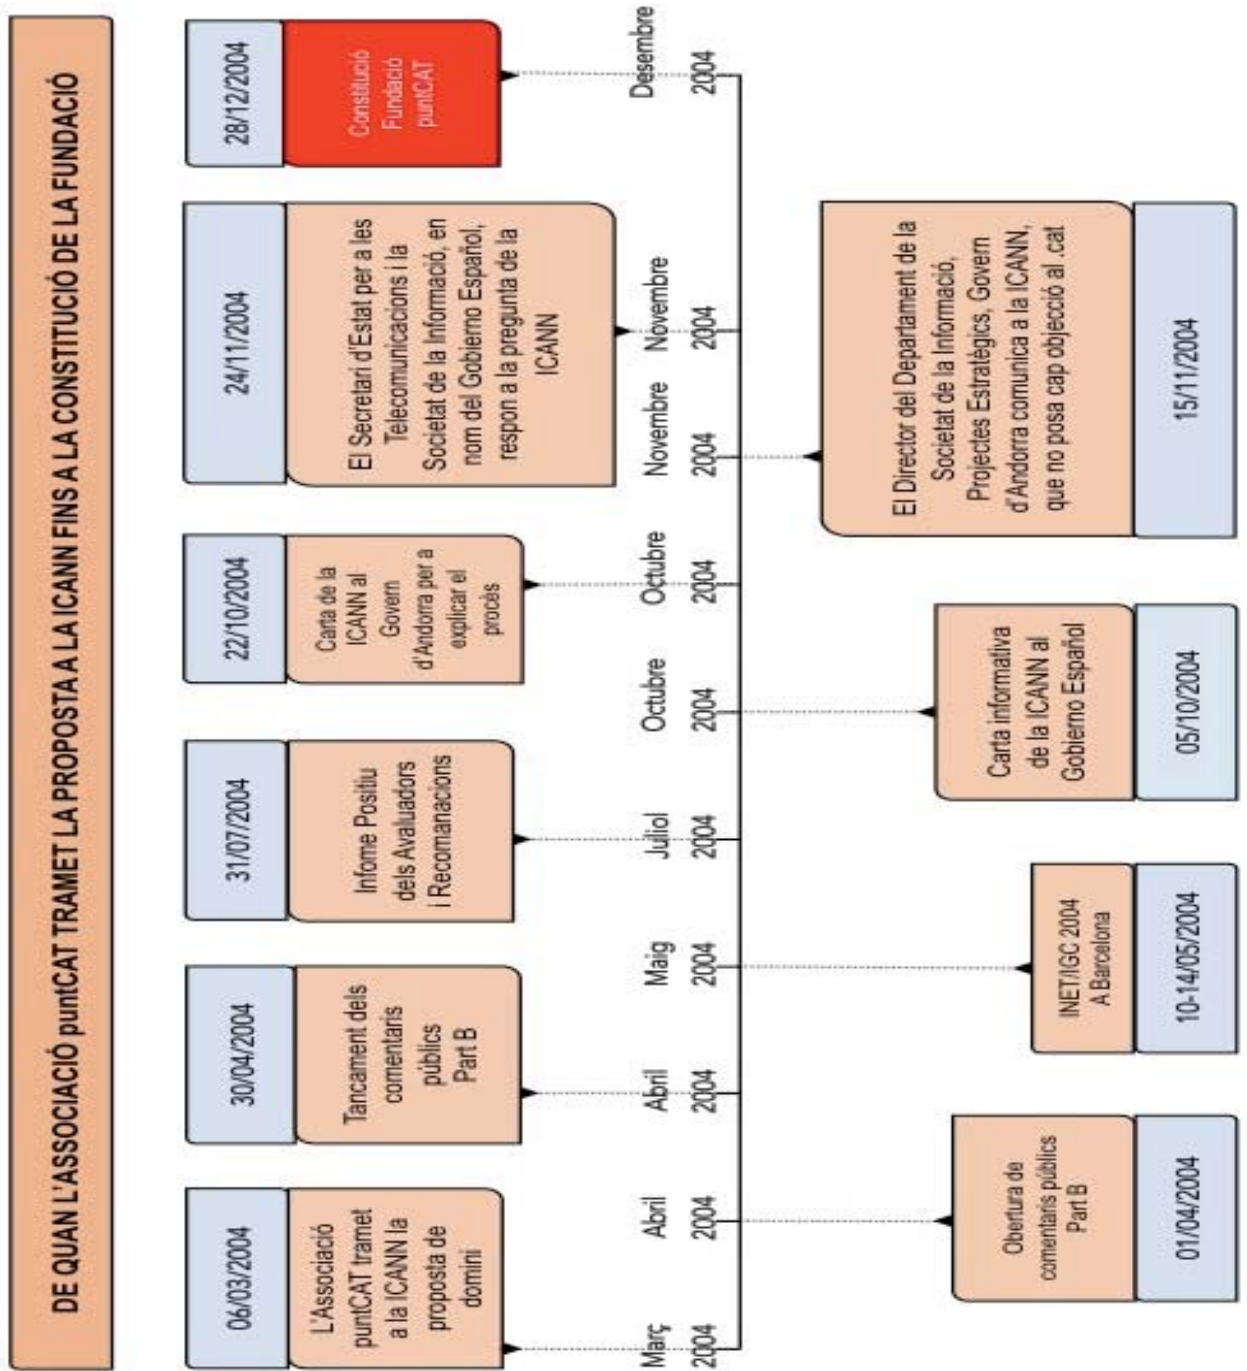 DE QUAN L'ASSOCIACIÓ puntCAT TRAMET LA PROPOSTA A LA ICANN FINS A LA CONSTITUCIÓ DE LA FUNDACIÓ
06/03/2004
L'Associació
puntCAT tramet
a la ICANN la
proposta de
domini
30/04/2004
Tancament dels
comentaris
públics
Part B
31/07/2004
Infome Positiu
dels Avaluadors
i Recomanacions
22/10/2004
Carta de la
ICANN al
Govern
d'Andorra per a
explicar el
procès
24/11/2004
El Secretari d'Estat per a les
Telecomunicacions i la
Societat de la Informació, en
nom del Gobierno Español,
respon a la pregunta de la
ICANN
28/12/2004
Constitució
Fundació
puntCAT
Març
2004
Abril
2004
Abril
2004
Maig
2004
Juliol
2004
Octubre
2004
Octubre
2004
Novembre
2004
Novembre
2004
Desembre
2004
Obertura de
comentaris públics
Part B
01/04/2004
INET/IGC 2004
A Barcelona
10-14/05/2004
Carta informativa
de la ICANN al
Gobierno Español
05/10/2004
El Director del Departament de la
Societat de la Informació,
Projectes Estratègics, Govern
d'Andorra comunica a la ICANN,
que no posa cap objecció al .cat
15/11/2004